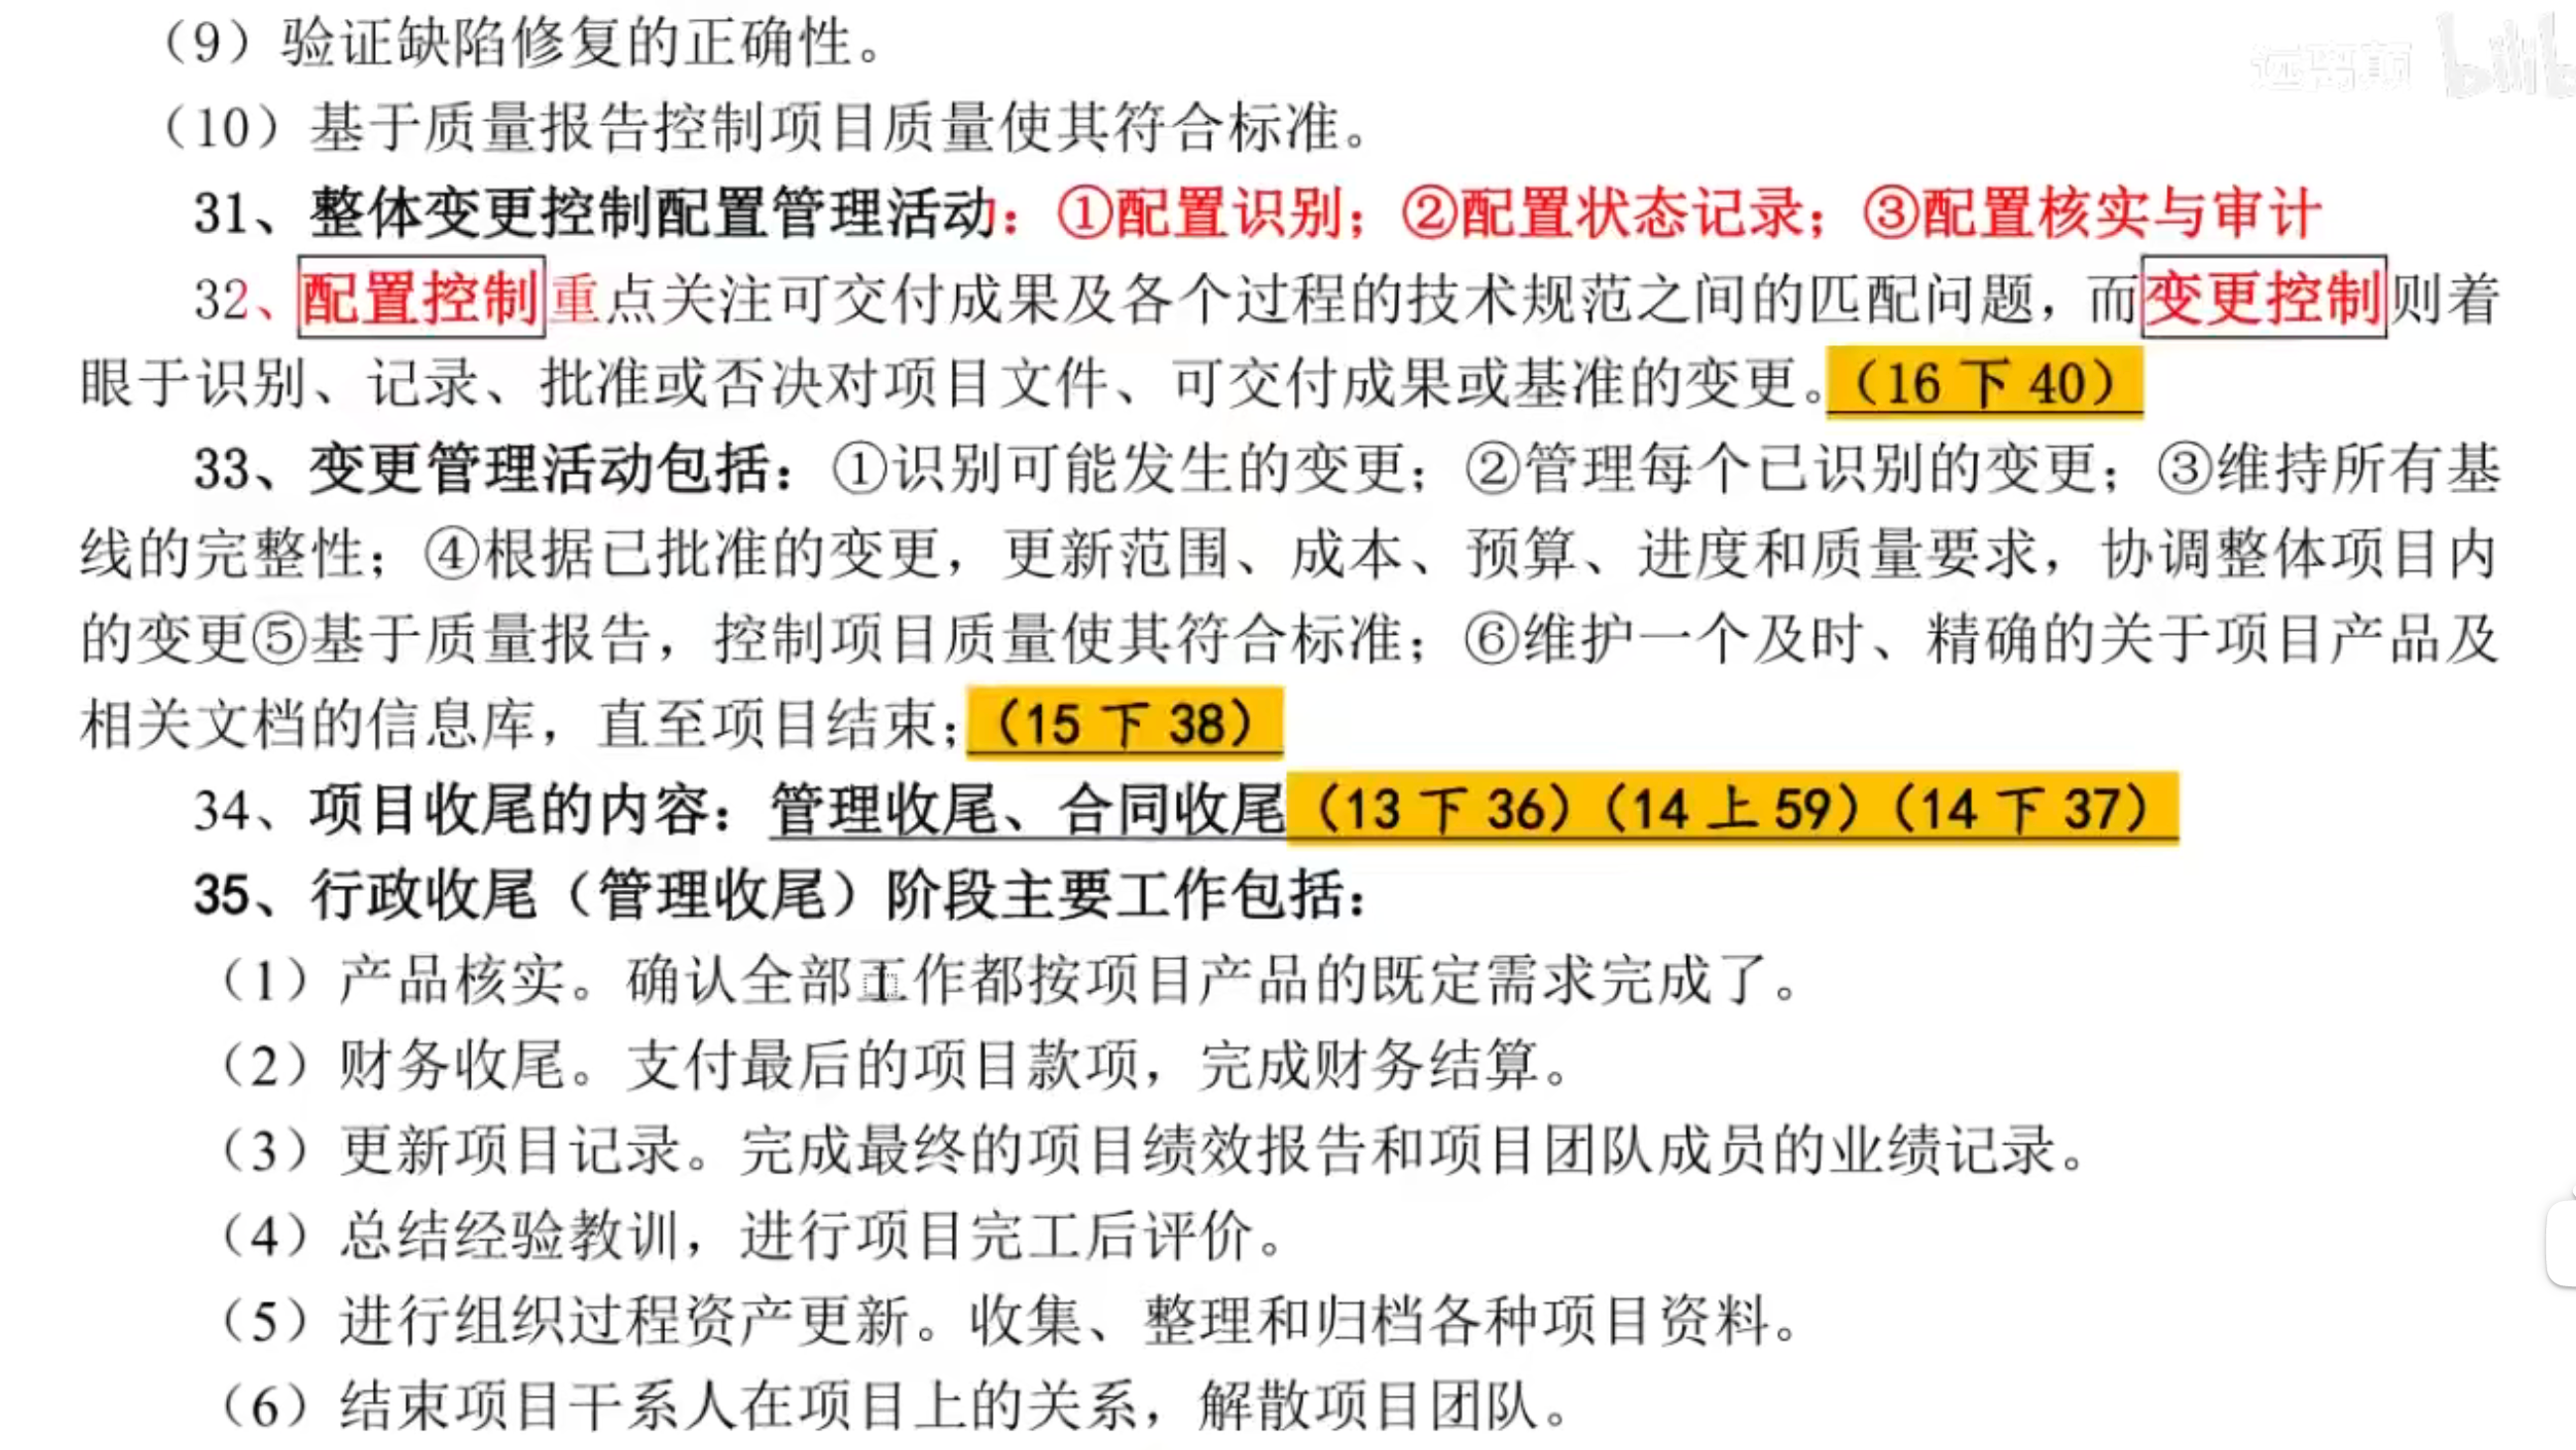 （9）验证缺陷修复的正确性。
（10）基于质量报告控制项目质量使其符合标准。
31、整体变更控制配置管理活动：①配置识别；②配置状态记录；③配置核实与审计
32、配置控制重点关注可交付成果及各个过程的技术规范之间的匹配问题，而变更控制则着
眼于识别、记录、批准或否决对项目文件、可交付成果或基准的变更。（16 下 40）
33、变更管理活动包括：①识别可能发生的变更；②管理每个已识别的变更；③维持所有基
线的完整性；④根据已批准的变更，更新范围、成本、预算、进度和质量要求，协调整体项目内
的变更⑤基于质量报告，控制项目质量使其符合标准；⑥维护一个及时、精确的关于项目产品及
相关文档的信息库，直至项目结束；（15 下 38）
34、项目收尾的内容：管理收尾、合同收尾（13 下 36）（14 上 59）（14 下 37）
35、行政收尾（管理收尾）阶段主要工作包括：
（1）产品核实。确认全部工作都按项目产品的既定需求完成了。
（2）财务收尾。支付最后的项目款项，完成财务结算。
（3）更新项目记录。完成最终的项目绩效报告和项目团队成员的业绩记录。
（4）总结经验教训，进行项目完工后评价。
（5）进行组织过程资产更新。收集、整理和归档各种项目资料。
（6）结束项目干系人在项目上的关系，解散项目团队。
远离颠